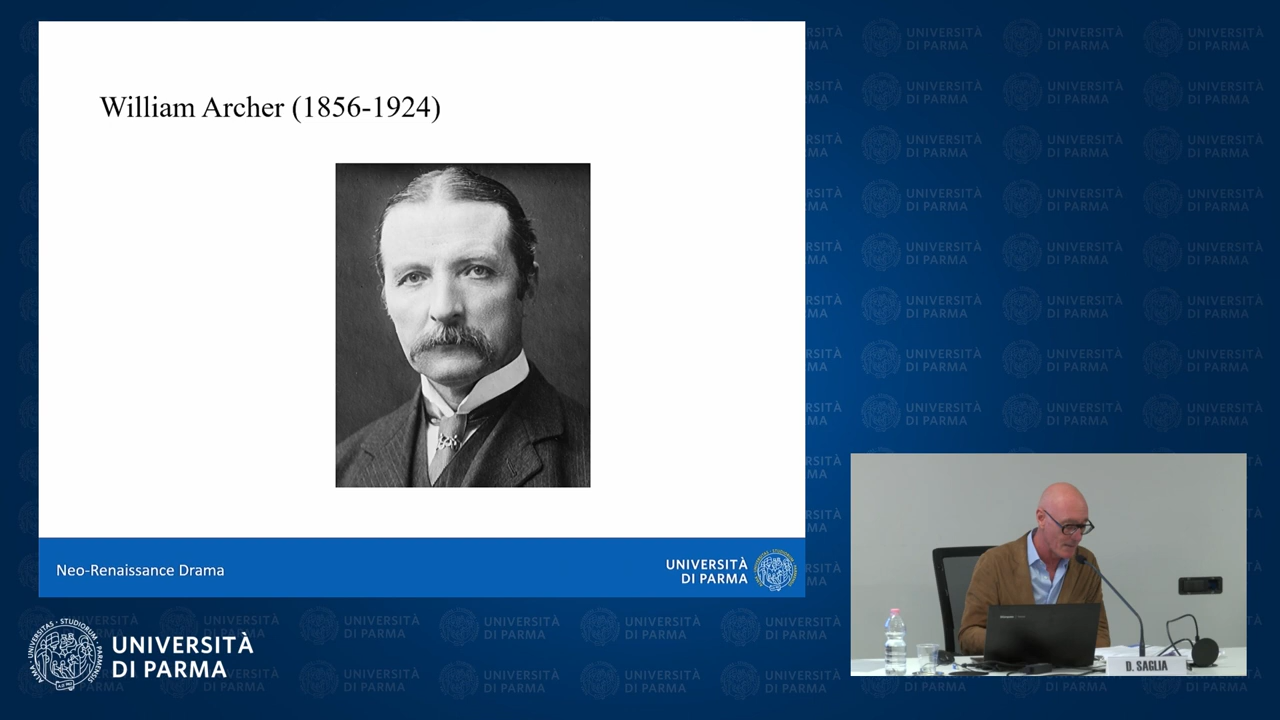 William Archer (1856-1924)
Neo-Renaissance Drama
UNIVERSITÀ
DI PARMA
UNIVERSITÀ
DI PARMA
D. SAGLIA